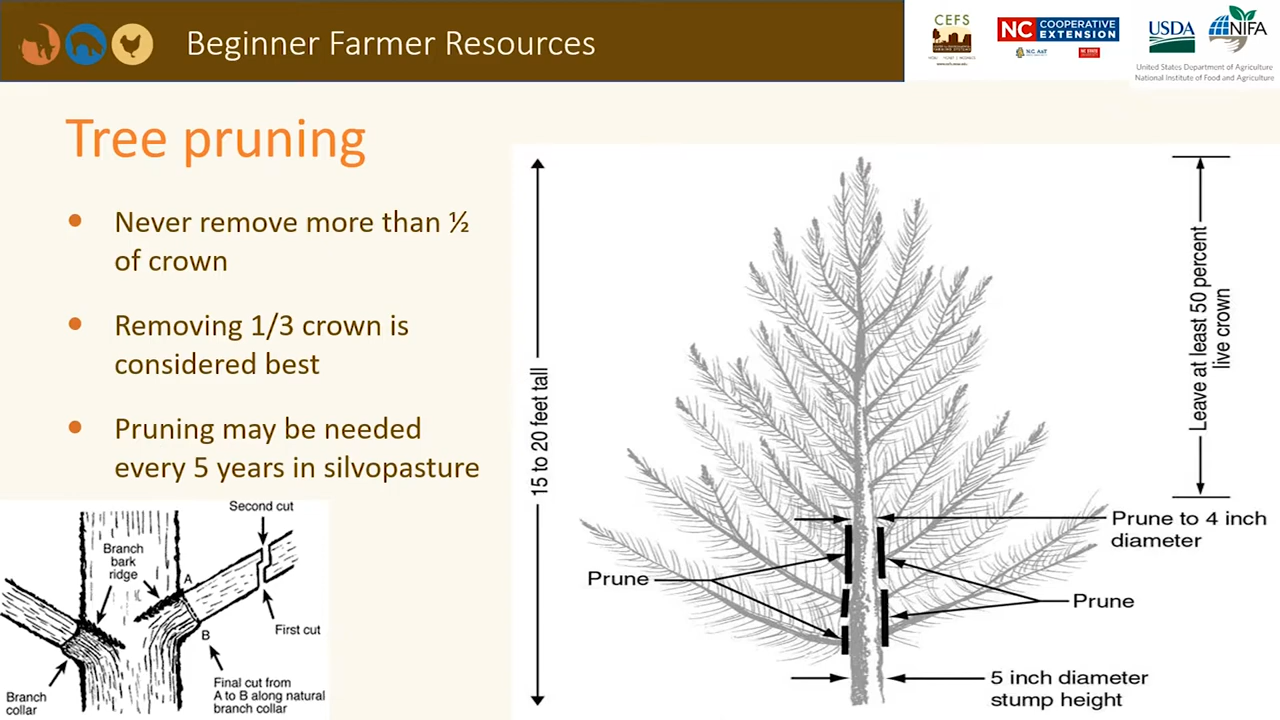 Beginner Farmer Resources
CEFS
NC COOPERATIVE
EXTENSION
USDA
NIFA
United States Department of Agriculture
National Institute of Food and Agriculture
Tree pruning
Never remove more than ½
of crown
Removing 1/3 crown is
considered best
Pruning may be needed
every 5 years in silvopasture
Second cut
Branch
bark
ridge
A
B
First cut
Final cut from
A to B along natural
branch collar
Branch
collar
15 to 20 feet tall
Leave at least 50 percent
live crown
Prune to 4 inch
diameter
Prune
Prune
5 inch diameter
stump height